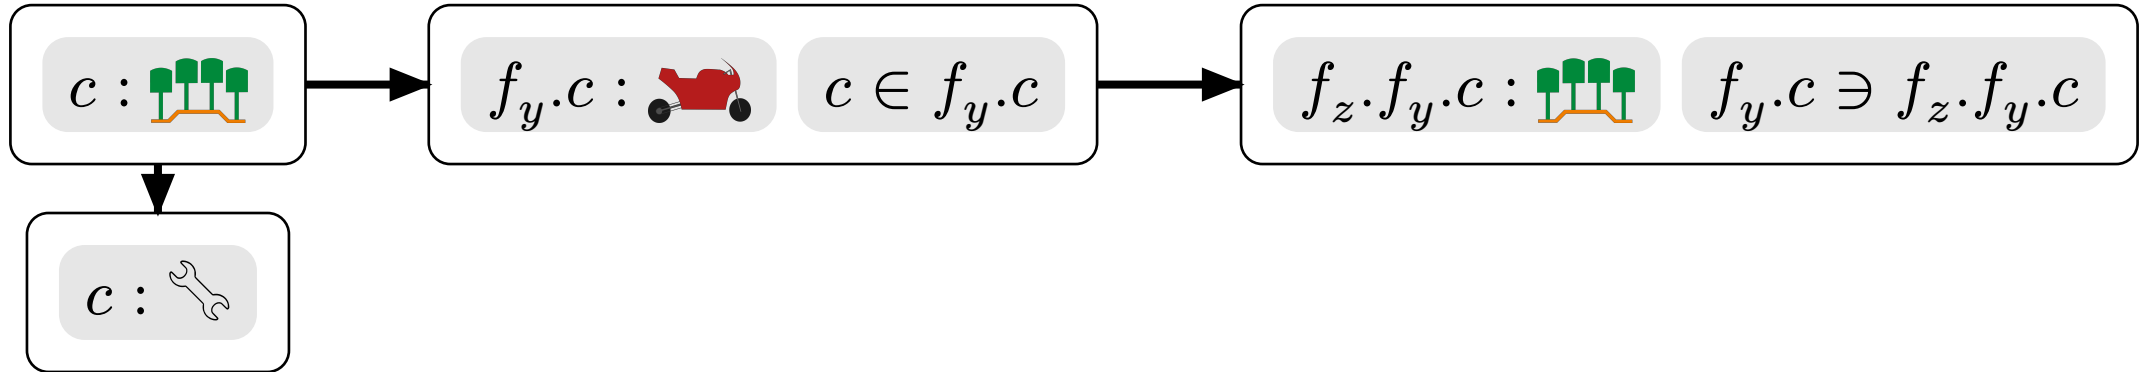 c : f_y.c : c ∈ f_y.c f_z.f_y.c : f_y.c ∋ f_z.f_y.c
c :